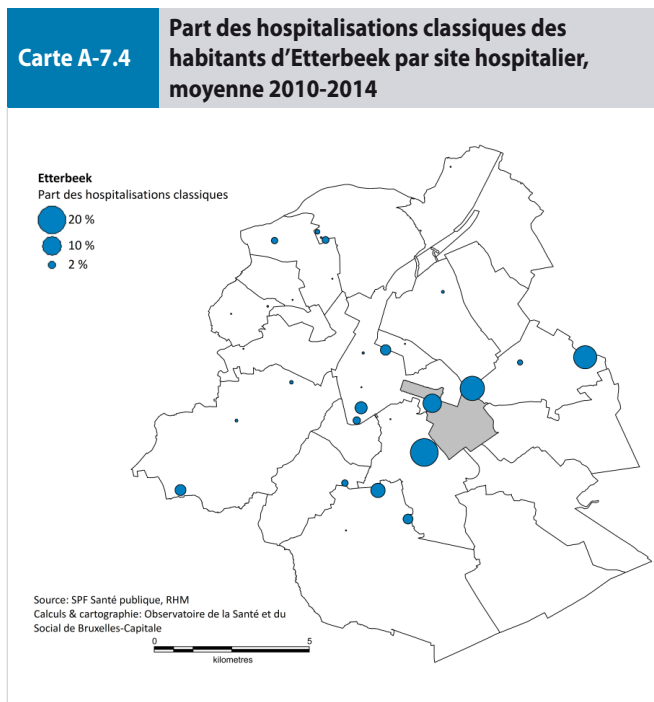 Carte A-7.4
Part des hospitalisations classiques des
habitants d’Etterbeek par site hospitalier,
moyenne 2010-2014
Etterbeek
Part des hospitalisations classiques
20 %
10 %
2 %
Source: SPF Santé publique, RHM
Calculs & cartographie: Observatoire de la Santé et du
Social de Bruxelles-Capitale
0 5
kilometres